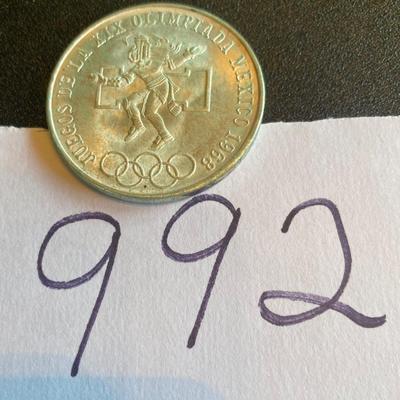 JUEGOS DE LA XIX OLIMPIADA MEXICO 1968
992